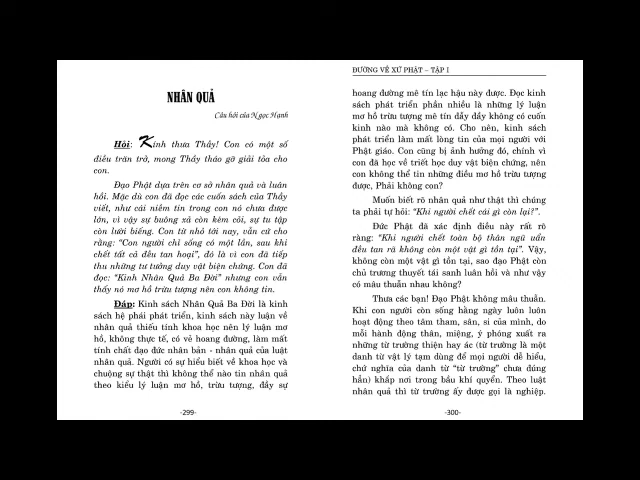 NHÂN QUẢ
Câu hỏi của Ngọc Hạnh
Hỏi: Kính thưa Thầy! Con có một số
điều trăn trở, mong Thầy tháo gỡ giải tỏa cho
con.
Đạo Phật dựa trên cơ sở nhân quả và luân
hồi. Mặc dù con đã đọc các cuốn sách của Thầy
viết, như cái niềm tin trong con nó chưa được
lớn, vì vậy sự buông xả còn kém cỏi, sự tu tập
còn lười biếng. Con từ nhỏ tới nay, vẫn cứ cho
rằng: “Con người chỉ sống có một lần, sau khi
chết tất cả đều tan hoại”, đó là vì con đã tiếp
thu những tư tưởng duy vật biện chứng. Con đã
đọc: “Kinh Nhân Quả Ba Đời” nhưng con vẫn
thấy nó mơ hồ trừu tượng nên con không tin.
Đáp: Kinh sách Nhân Quả Ba Đời là kinh
sách hệ phái phát triển, kinh sách này luận về
nhân quả thiếu tính khoa học nên lý luận mơ
hồ, không thực tế, có vẻ hoang đường, làm mất
tính chất đạo đức nhân bản - nhân quả của luật
nhân quả. Người có sự hiểu biết về khoa học và
chuộng sự thật thì không thể nào tin nhân quả
theo kiểu lý luận mơ hồ, trừu tượng, đầy sự
-299-
ĐƯỜNG VỀ XỨ PHẬT – TẬP I
hoang đường mê tín lạc hậu này được. Đọc kinh
sách phát triển phần nhiều là những lý luận
mơ hồ trừu tượng mê tín đầy dẫy không có cuốn
kinh nào mà không có. Cho nên, kinh sách
phát triển làm mất lòng tin của mọi người với
Phật giáo. Con cũng bị ảnh hưởng đó, chính vì
con đã học về triết học duy vật biện chứng, nên
con không thể tin những điều mơ hồ trừu tượng
được, Phải không con?
Muốn biết rõ nhân quả như thật thì chúng
ta phải tự hỏi: “Khi người chết cái gì còn lại?”.
Đức Phật đã xác định điều này rất rõ
ràng: “Khi người chết toàn bộ thân ngũ uẩn
đều tan rã không còn một vật gì tồn tại”. Vậy,
không còn một vật gì tồn tại, sao đạo Phật còn
chủ trương thuyết tái sanh luân hồi và như vậy
có mâu thuẫn nhau không?
Thưa các bạn! Đạo Phật không mâu thuẫn.
Khi con người còn sống hằng ngày luôn luôn
hoạt động theo tâm tham, sân, si của mình, do
mỗi hành động thân, miệng, ý phóng xuất ra
những từ trường thiện hay ác (từ trường là một
danh từ vật lý tạm dùng để mọi người dễ hiểu,
chứ nghĩa của danh từ “từ trường” chưa đúng
hẳn) khắp nơi trong bầu khí quyển. Theo luật
nhân quả thì từ trường ấy được gọi là nghiệp.
-300-